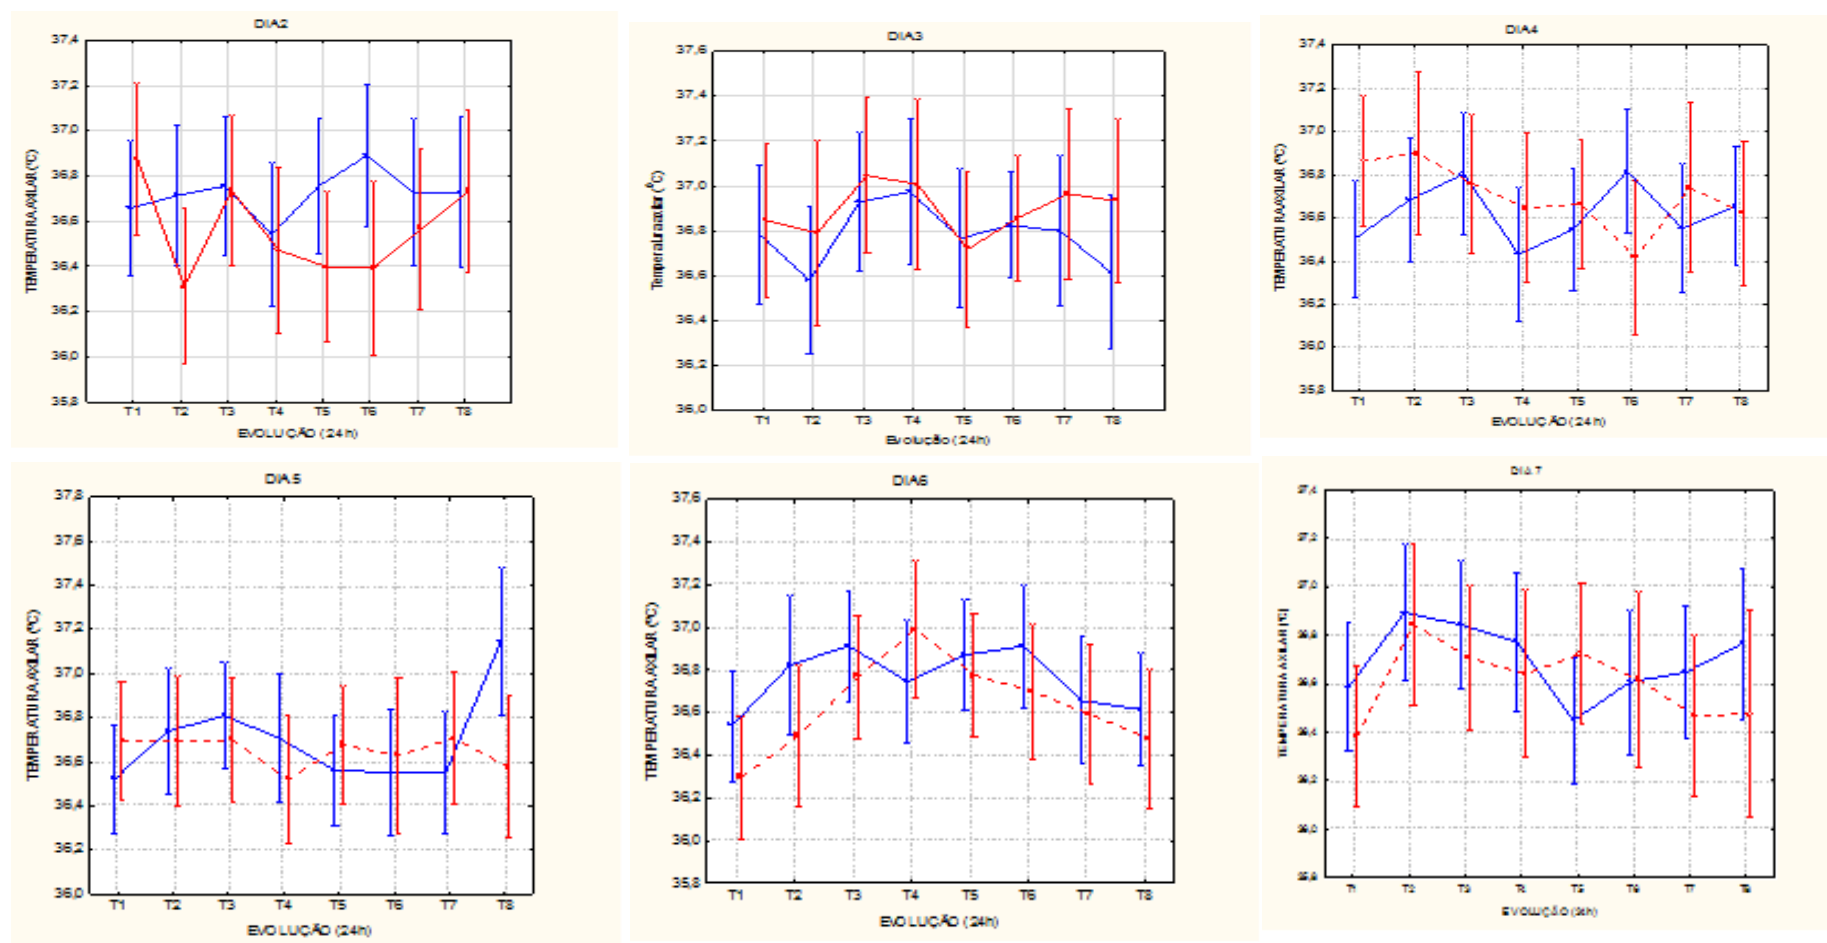 DIA2
37,4
37,2
37,0
36,8
36,6
36,4
36,2
36,0
35,8
TEMPERATURA AXILAR (ºC)
T1 T2 T3 T4 T5 T6 T7 T8
EVOLUÇÃO (24h)
DIA3
37,6
37,4
37,2
37,0
36,8
36,6
36,4
36,2
36,0
Temperatura axilar (°C)
T1 T2 T3 T4 T5 T6 T7 T8
Evolução (24h)
DIA4
37,4
37,2
37,0
36,8
36,6
36,4
36,2
36,0
35,8
TEMPERATURA AXILAR (ºC)
T1 T2 T3 T4 T5 T6 T7 T8
EVOLUÇÃO (24h)
DIA5
37,8
37,6
37,4
37,2
37,0
36,8
36,6
36,4
36,2
36,0
TEMPERATURA AXILAR (ºC)
T1 T2 T3 T4 T5 T6 T7 T8
EVOLUÇÃO (24h)
DIA6
37,6
37,4
37,2
37,0
36,8
36,6
36,4
36,2
36,0
35,8
TEMPERATURA AXILAR (ºC)
T1 T2 T3 T4 T5 T6 T7 T8
EVOLUÇÃO (24h)
DIA 7
37,4
37,2
37,0
36,8
36,6
36,4
36,2
36,0
35,8
TEMPERATURA AXILAR (ºC)
T1 T2 T3 T4 T5 T6 T7 T8
EVOLUÇÃO (24h)